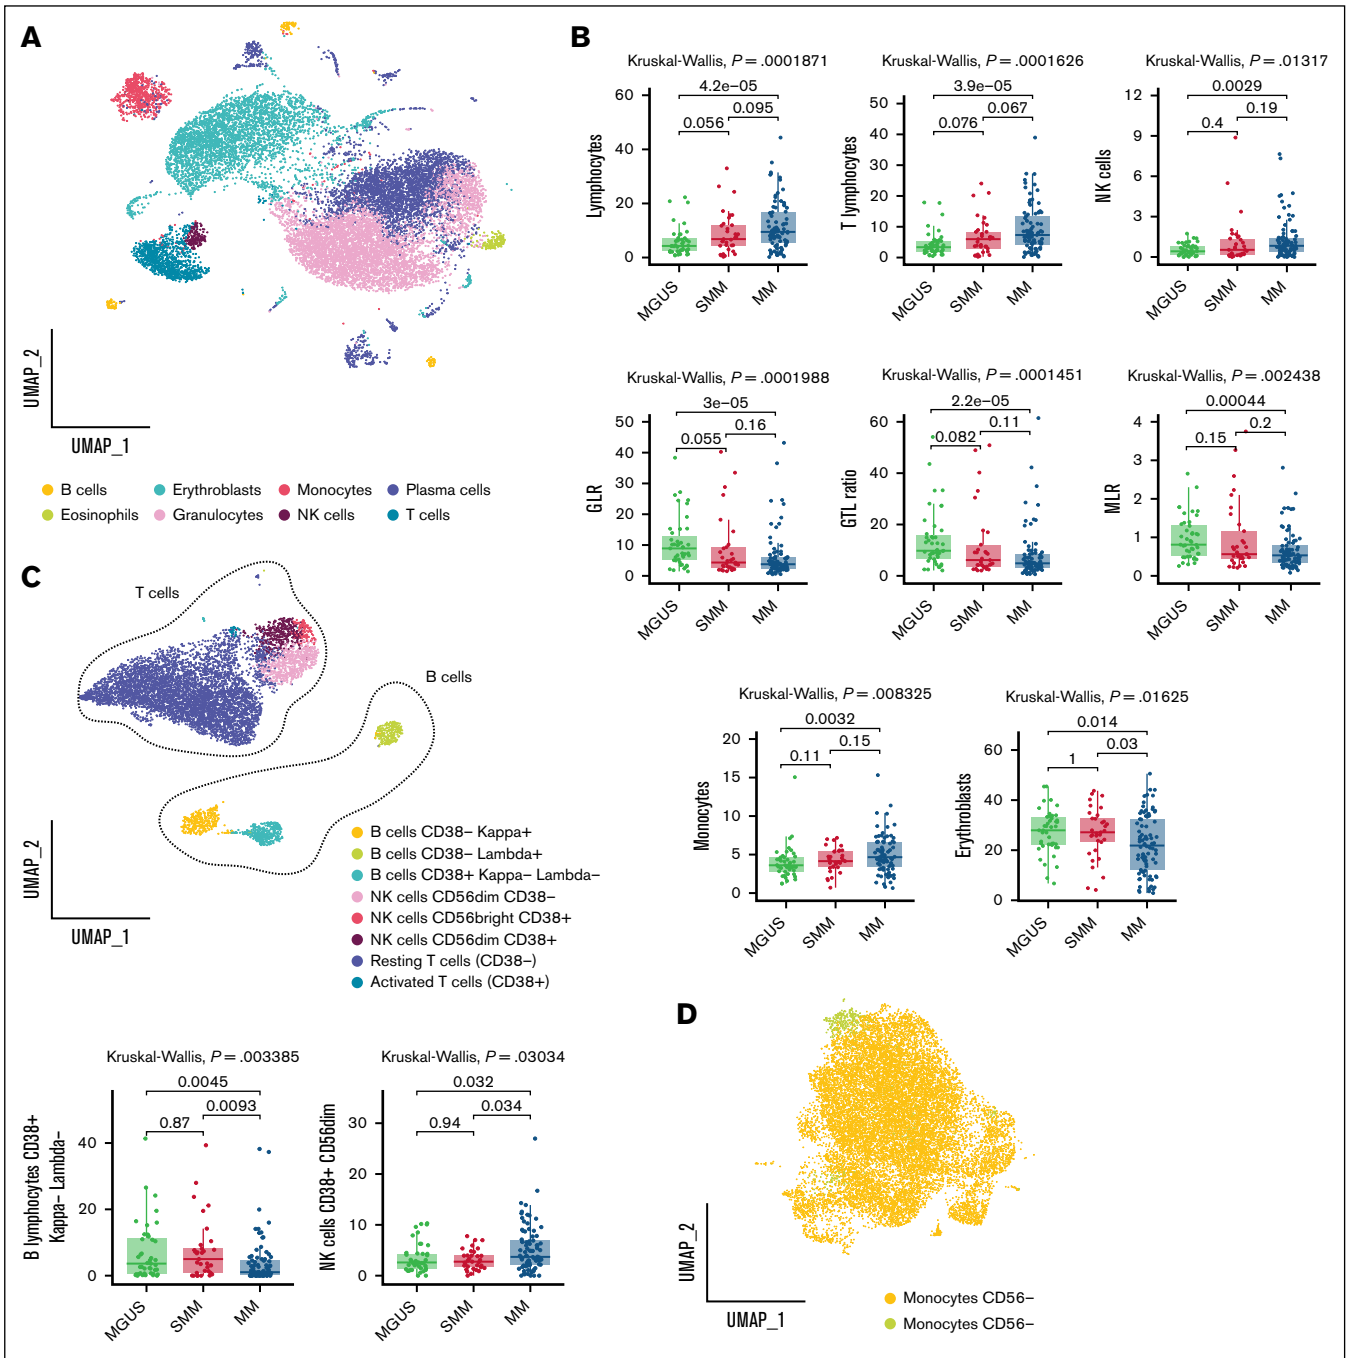 A
UMAP_2
UMAP_1
B cells
Erythroblasts
Monocytes
Plasma cells
Eosinophils
Granulocytes
NK cells
T cells
B
Kruskal-Wallis, P = .0001871
4.2e–05
0.095
0.056
Lymphocytes
60
40
20
0
MGUS
SMM
MM
Kruskal-Wallis, P = .0001626
3.9e–05
0.067
0.076
T lymphocytes
50
40
30
20
10
0
MGUS
SMM
MM
Kruskal-Wallis, P = .01317
0.0029
0.19
0.4
NK cells
12
9
6
3
0
MGUS
SMM
MM
Kruskal-Wallis, P = .0001988
3e–05
0.16
0.055
GLR
50
40
30
20
10
0
MGUS
SMM
MM
Kruskal-Wallis, P = .0001451
2.2e–05
0.11
0.082
GTL ratio
60
40
20
0
MGUS
SMM
MM
Kruskal-Wallis, P = .002438
0.00044
0.2
0.15
MLR
4
3
2
1
0
MGUS
SMM
MM
Kruskal-Wallis, P = .008325
0.0032
0.15
0.11
Monocytes
20
15
10
5
0
MGUS
SMM
MM
Kruskal-Wallis, P = .01625
0.014
0.03
1
Erythroblasts
60
40
20
0
MGUS
SMM
MM
C
T cells
B cells
UMAP_2
UMAP_1
B cells CD38– Kappa+
B cells CD38– Lambda+
B cells CD38+ Kappa– Lambda–
NK cells CD56dim CD38–
NK cells CD56bright CD38+
NK cells CD56dim CD38+
Resting T cells (CD38–)
Activated T cells (CD38+)
Kruskal-Wallis, P = .003385
0.0045
0.0093
0.87
B lymphocytes CD38+
Kappa– Lambda–
40
20
0
MGUS
SMM
MM
Kruskal-Wallis, P = .03034
0.032
0.034
0.94
NK cells CD38+ CD56dim
30
20
10
0
MGUS
SMM
MM
D
UMAP_2
UMAP_1
Monocytes CD56–
Monocytes CD56–